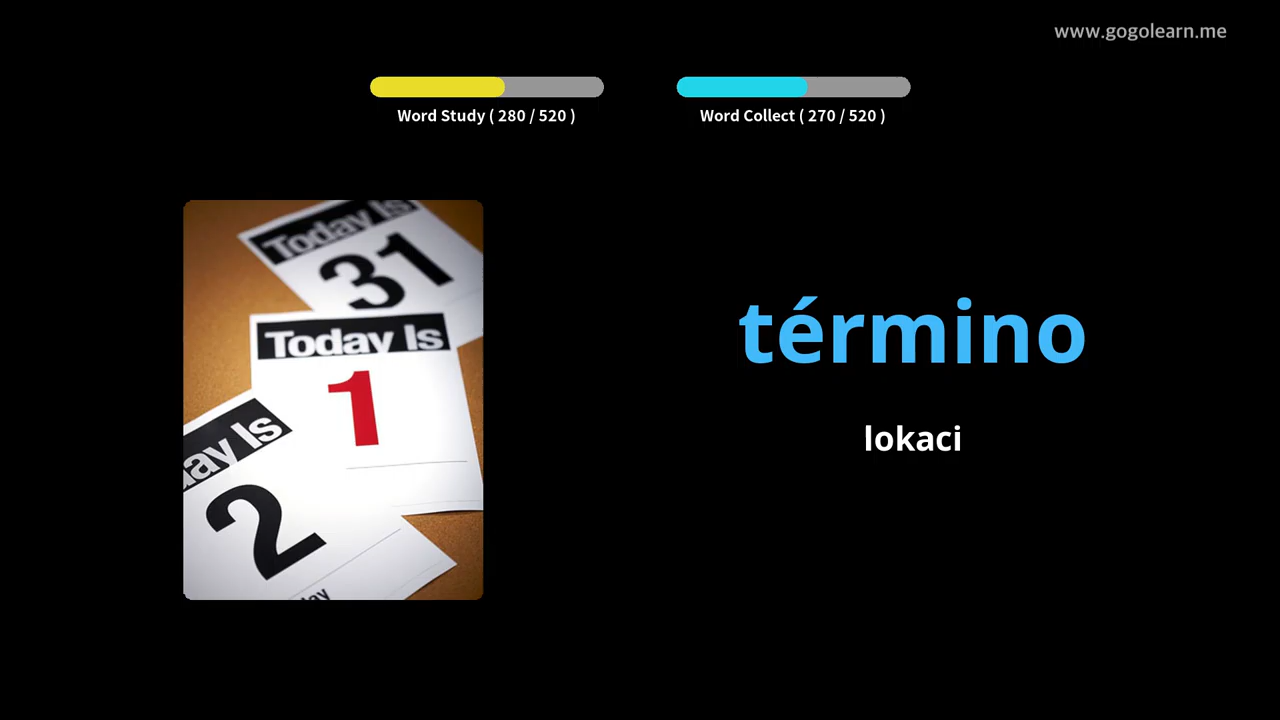 www.gogolearn.me
Word Study ( 280 / 520 )
Word Collect ( 270 / 520 )
Today Is
31
Today Is
1
ay Is
2
day
término
lokaci